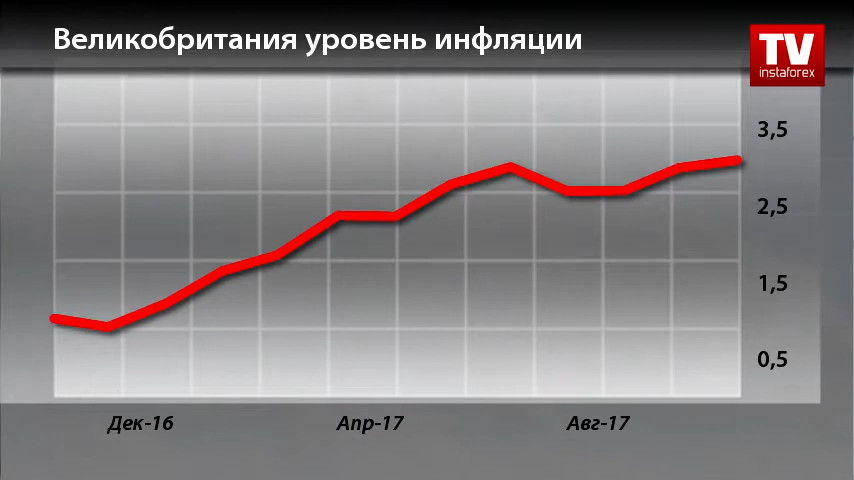 Великобритания уровень инфляции
TV
instaforex
3,5
2,5
1,5
0,5
Дек-16
Апр-17
Авг-17